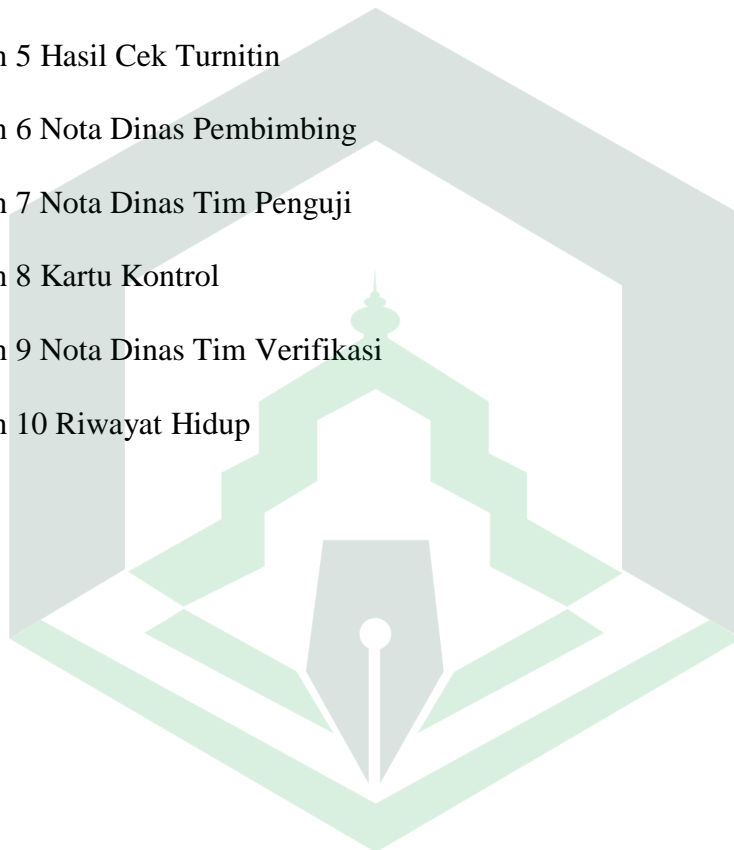 n 5 Hasil Cek Turnitin
n 6 Nota Dinas Pembimbing
n 7 Nota Dinas Tim Penguji
n 8 Kartu Kontrol
n 9 Nota Dinas Tim Verifikasi
n 10 Riwayat Hidup